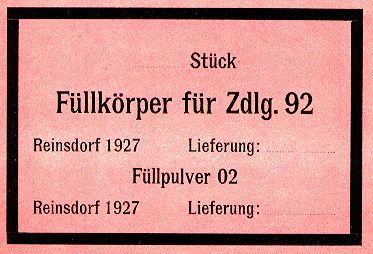 Stück
Füllkörper für Zdlg. 92
Reinsdorf 1927 Lieferung:
Füllpulver 02
Reinsdorf 1927 Lieferung: